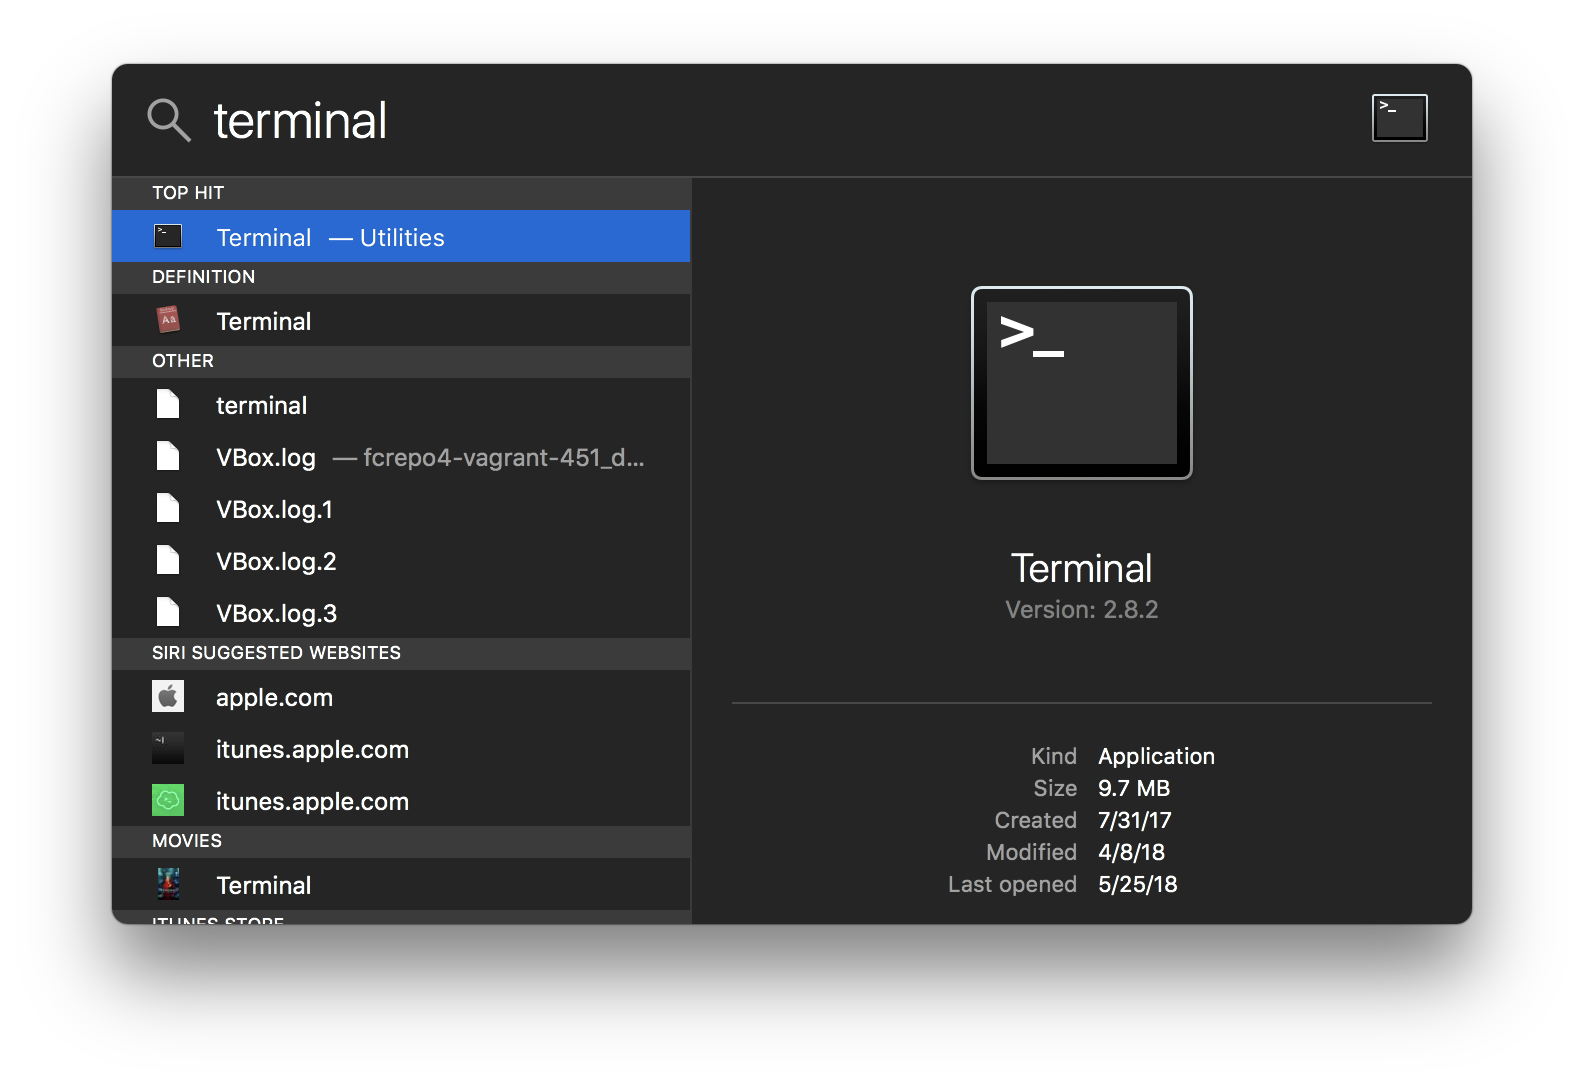 terminal
TOP HIT
Terminal — Utilities
DEFINITION
Terminal
OTHER
terminal
VBox.log — fcrepo4-vagrant-451_d...
VBox.log.1
VBox.log.2
VBox.log.3
SIRI SUGGESTED WEBSITES
apple.com
itunes.apple.com
itunes.apple.com
MOVIES
Terminal
ITUNES STORE
>_
Terminal
Version: 2.8.2
Kind Application
Size 9.7 MB
Created 7/31/17
Modified 4/8/18
Last opened 5/25/18